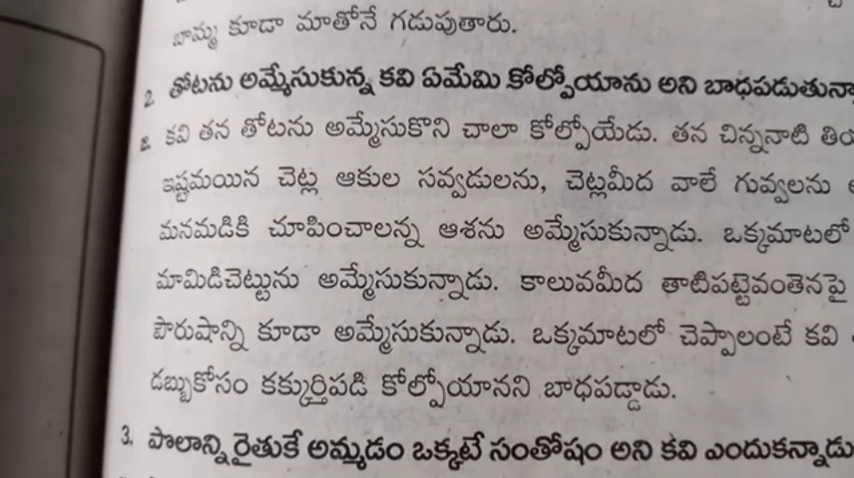 బామ్మ కూడా మాతోనే గడుపుతారు.
2. తోటను అమ్మేసుకున్న కవి ఏమేమి కోల్పోయాను అని
జ. కవి తన తోటను అమ్మేసుకొని చాలా కోల్పోయేడు. తన చిన్ననాటి
ఇష్టమయిన చెట్ల ఆకుల సవ్వడులను, చెట్లమీద వాలే గువ్వలను
మనమడికి చూపించాలన్న ఆశను అమ్మేసుకున్నాడు. ఒక్కమాటలో
మామిడిచెట్టును అమ్మేసుకున్నాడు. కాలువమీద తాటిపట్టెవంతెనపై
పౌరుషాన్ని కూడా అమ్మేసుకున్నాడు. ఒక్కమాటలో చెప్పాలంటే కవి
డబ్బుకోసం కక్కుర్తిపడి కోల్పోయానని బాధపడ్డాడు.
3. పొలాన్ని రైతుకే అమ్మడం ఒక్కటే సంతోషం అని కవి ఎందుకన్నాడు